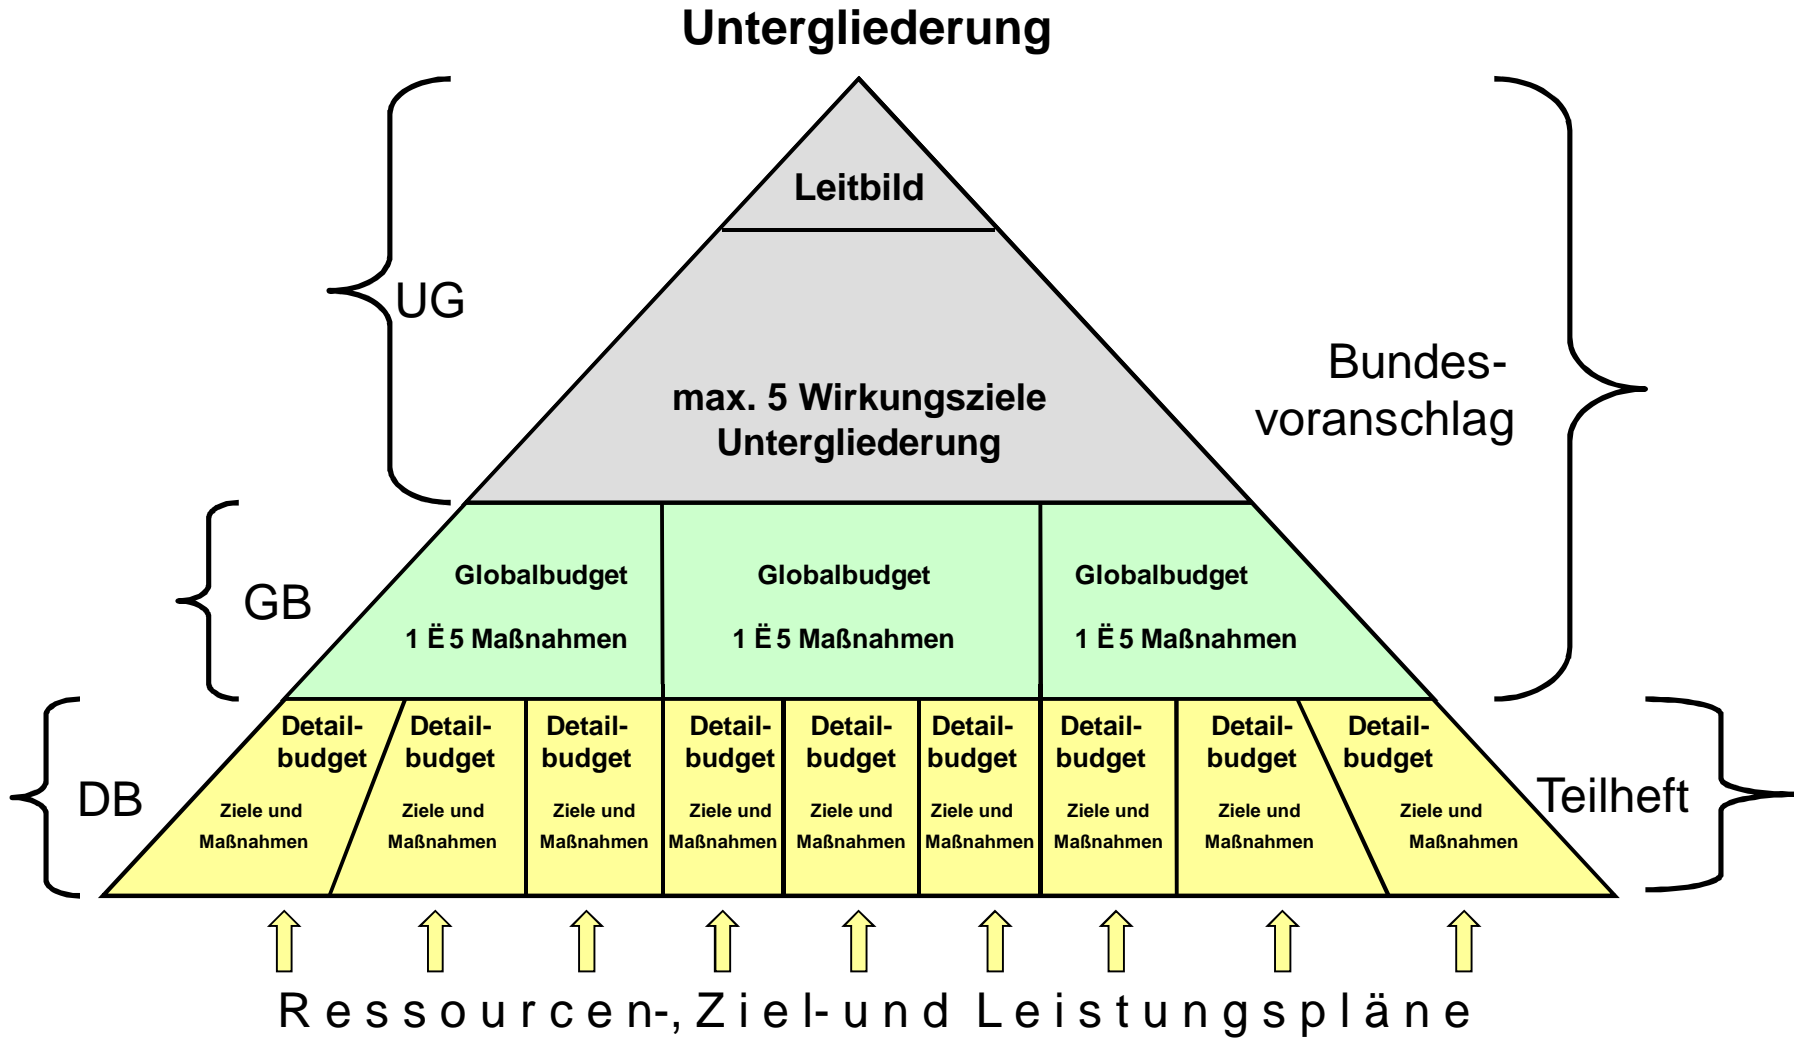 Untergliederung
Leitbild
UG
max. 5 Wirkungsziele
Untergliederung
Bundes-
voranschlag
GB
Globalbudget
1 Ë 5 Maßnahmen
Globalbudget
1 Ë 5 Maßnahmen
Globalbudget
1 Ë 5 Maßnahmen
DB
Detail-
budget
Ziele und
Maßnahmen
Detail-
budget
Ziele und
Maßnahmen
Detail-
budget
Ziele und
Maßnahmen
Detail-
budget
Ziele und
Maßnahmen
Detail-
budget
Ziele und
Maßnahmen
Detail-
budget
Ziele und
Maßnahmen
Detail-
budget
Ziele und
Maßnahmen
Detail-
budget
Ziele und
Maßnahmen
Detail-
budget
Ziele und
Maßnahmen
Teilheft
Ressourcen-, Ziel- und Leistungspläne